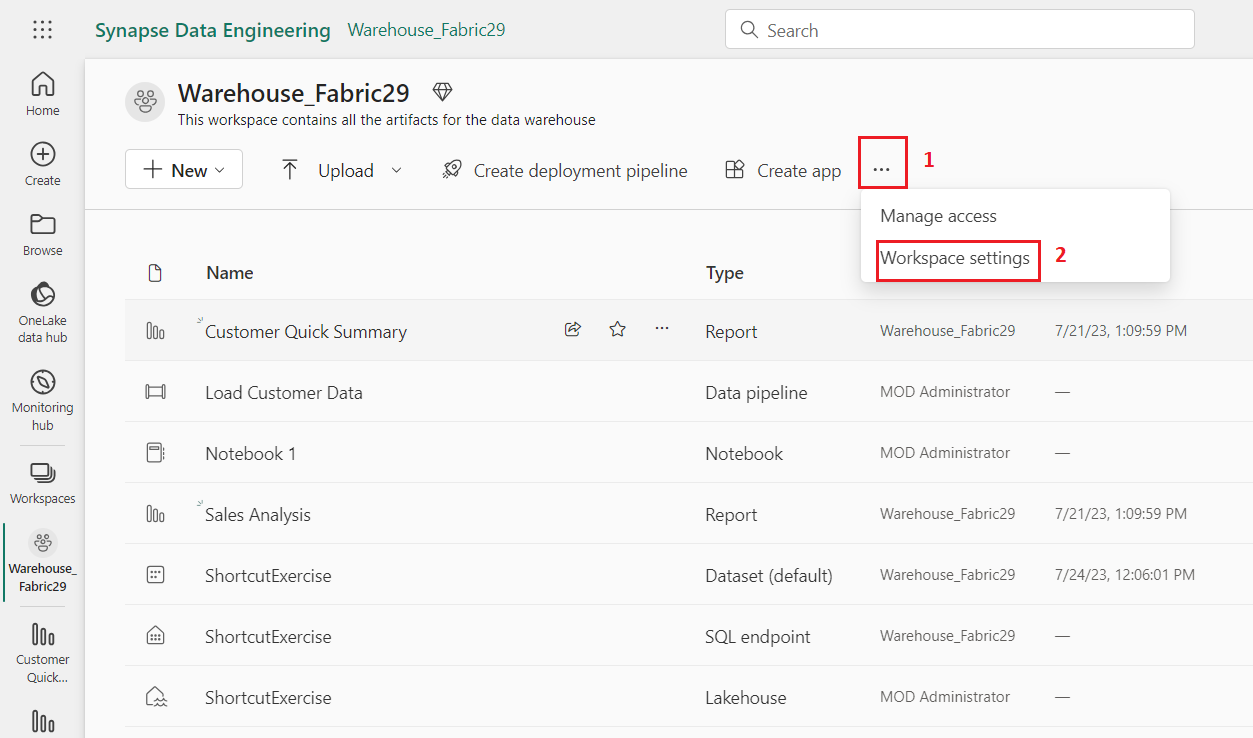 Synapse Data Engineering Warehouse_Fabric29
Search
Home
Create
Browse
OneLake
data hub
Monitoring
hub
Workspaces
Warehouse_
Fabric29
Customer
Quick...
Warehouse_Fabric29
This workspace contains all the artifacts for the data warehouse
New Upload Create deployment pipeline Create app ... 1
Manage access
Workspace settings 2
Name Type
Customer Quick Summary ... Report Warehouse_Fabric29 7/21/23, 1:09:59 PM
Load Customer Data Data pipeline MOD Administrator —
Notebook 1 Notebook MOD Administrator —
Sales Analysis Report Warehouse_Fabric29 7/21/23, 1:09:59 PM
ShortcutExercise Dataset (default) Warehouse_Fabric29 7/24/23, 12:06:01 PM
ShortcutExercise SQL endpoint Warehouse_Fabric29 —
ShortcutExercise Lakehouse MOD Administrator —